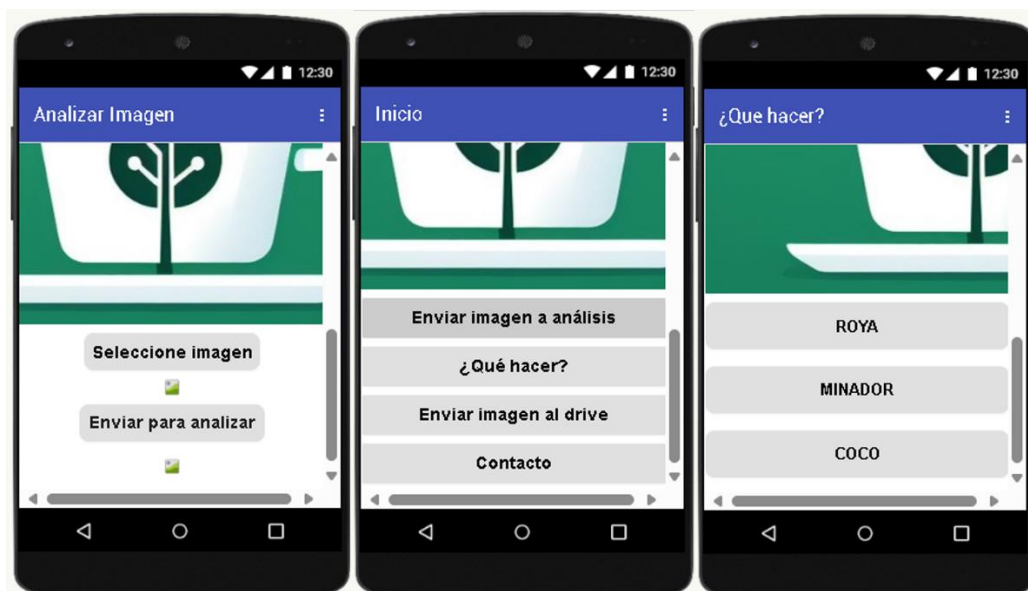 12:30
Analizar Imagen
Seleccione imagen
Enviar para analizar
12:30
Inicio
Enviar imagen a análisis
¿Qué hacer?
Enviar imagen al drive
Contacto
12:30
¿Que hacer?
ROYA
MINADOR
COCO